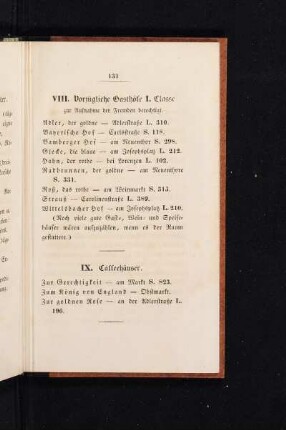 131
VIII. Vorzügliche Gasthöfe I. Classe
zur Aufnahme der Fremden berechtigt
Adler, der goldne — Adlerstraße L. 310.
Bayerische Hof — Carlsstraße S. 118.
Bamberger Hof — am Neuenthor S. 298.
Glocke, die blaue — am Josephsplatz L. 212.
Hahn, der rothe — bei Lorenzen L. 102.
Radbrunnen, der goldne — am Neuenthore
S. 331.
Roß, das rothe — am Weinmarkt S. 313.
Strauß — Carolinenstraße L. 389.
Wittelsbacher Hof — am Josephsplatz L. 210.
(Noch viele gute Gast-, Wein- und Speise-
häuser wären aufzuzählen, wenn es der Raum
gestattete.)
IX. Caffeehäuser.
Zur Gerechtigkeit — am Markt S. 823.
Zum König von England — Obstmarkt.
Zur goldnen Rose — an der Adlerstraße L.
196.